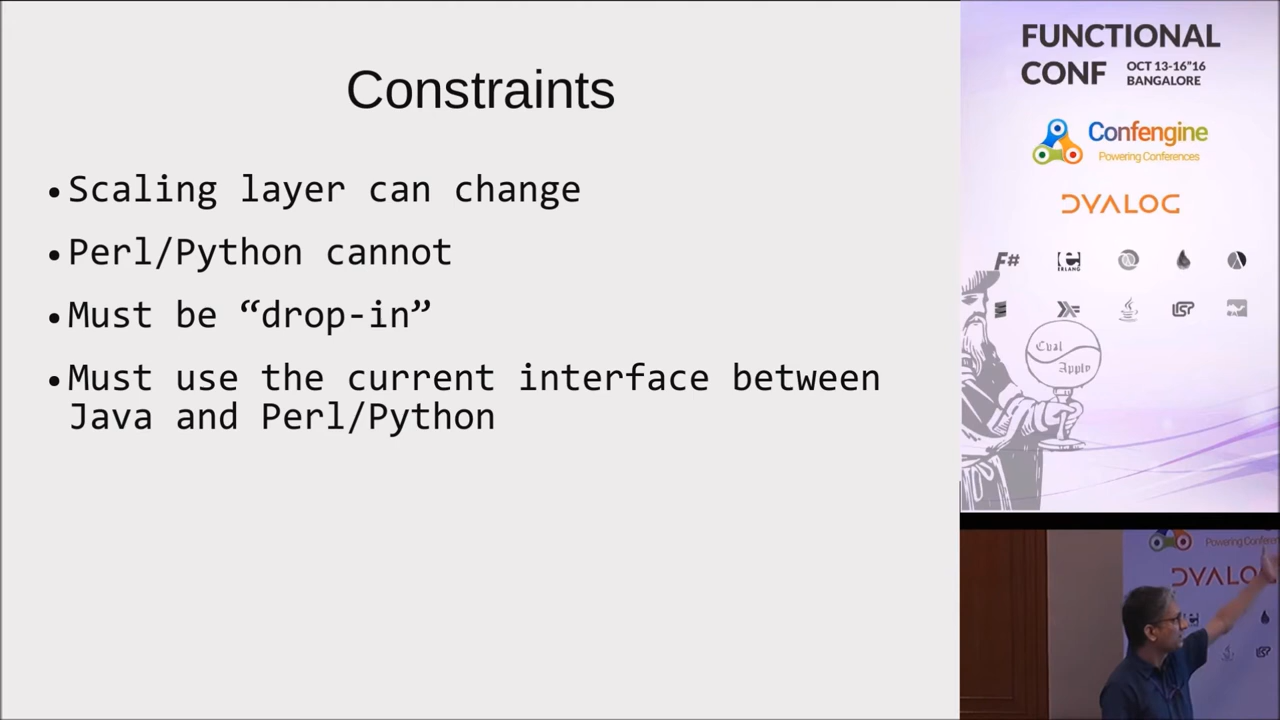 Constraints
•Scaling layer can change
•Perl/Python cannot
•Must be “drop-in”
•Must use the current interface between
Java and Perl/Python
FUNCTIONAL
CONF OCT 13-16"16
BANGALORE
Confengine
Powering Conferences
DYALOG
F#
ERLANG
LISP
Eval
Apply
Powering Conferen
DYALO